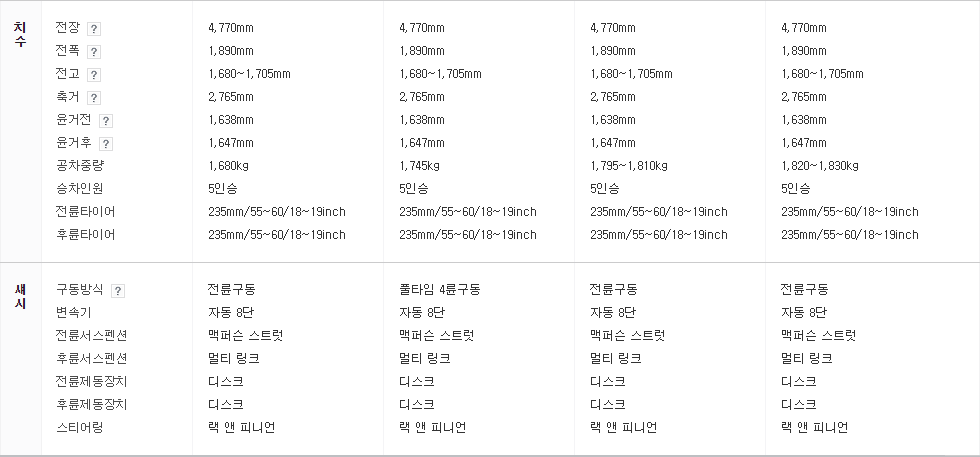 치수
전장 ? 4,770mm 4,770mm 4,770mm 4,770mm
전폭 ? 1,890mm 1,890mm 1,890mm 1,890mm
전고 ? 1,680~1,705mm 1,680~1,705mm 1,680~1,705mm 1,680~1,705mm
축거 ? 2,765mm 2,765mm 2,765mm 2,765mm
윤거전 ? 1,638mm 1,638mm 1,638mm 1,638mm
윤거후 ? 1,647mm 1,647mm 1,647mm 1,647mm
공차중량 1,680kg 1,745kg 1,795~1,810kg 1,820~1,830kg
승차인원 5인승 5인승 5인승 5인승
전륜타이어 235mm/55~60/18~19inch 235mm/55~60/18~19inch 235mm/55~60/18~19inch 235mm/55~60/18~19inch
후륜타이어 235mm/55~60/18~19inch 235mm/55~60/18~19inch 235mm/55~60/18~19inch 235mm/55~60/18~19inch
섀시
구동방식 ? 전륜구동 풀타임 4륜구동 전륜구동 전륜구동
변속기 자동 8단 자동 8단 자동 8단 자동 8단
전륜서스펜션 맥퍼슨 스트럿 맥퍼슨 스트럿 맥퍼슨 스트럿 맥퍼슨 스트럿
후륜서스펜션 멀티 링크 멀티 링크 멀티 링크 멀티 링크
전륜제동장치 디스크 디스크 디스크 디스크
후륜제동장치 디스크 디스크 디스크 디스크
스티어링 랙 앤 피니언 랙 앤 피니언 랙 앤 피니언 랙 앤 피니언